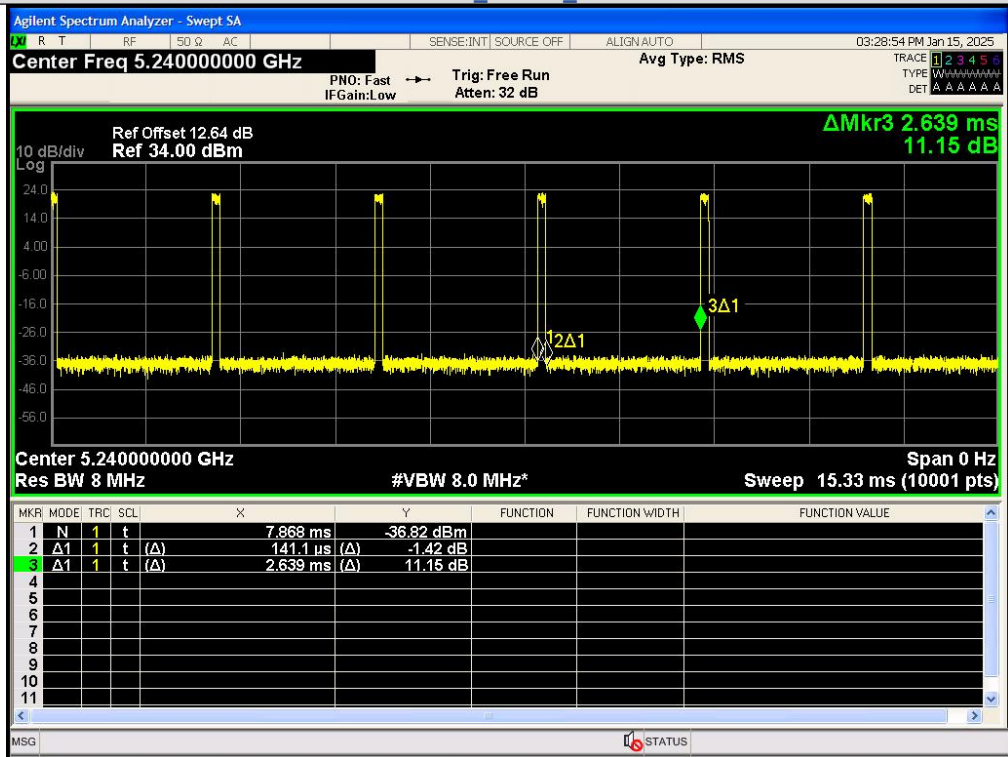 Agilent Spectrum Analyzer - Swept SA
LXI R T RF 50 Ω AC SENSE:INT SOURCE OFF ALIGN AUTO 03:28:54 PM Jan 15, 2025
Center Freq 5.240000000 GHz Avg Type: RMS TRACE 1 2 3 4 5 6
PNO: Fast Trig: Free Run TYPE W
IFGain:Low Atten: 32 dB DET A A A A A A
ΔMkr3 2.639 ms
11.15 dB
Ref Offset 12.64 dB
10 dB/div Ref 34.00 dBm
Log
24.0
14.0
4.00
-6.00
-16.0
3Δ1
-26.0
1 2Δ1
-36.0
-46.0
-56.0
Center 5.240000000 GHz Span 0 Hz
Res BW 8 MHz #VBW 8.0 MHz* Sweep 15.33 ms (10001 pts)
MKR MODE TRC SCL X Y FUNCTION FUNCTION WIDTH FUNCTION VALUE
1 N 1 t 7.868 ms -36.82 dBm
2 Δ1 1 t (Δ) 141.1 µs (Δ) -1.42 dB
3 Δ1 1 t (Δ) 2.639 ms (Δ) 11.15 dB
4
5
6
7
8
9
10
11
MSG STATUS